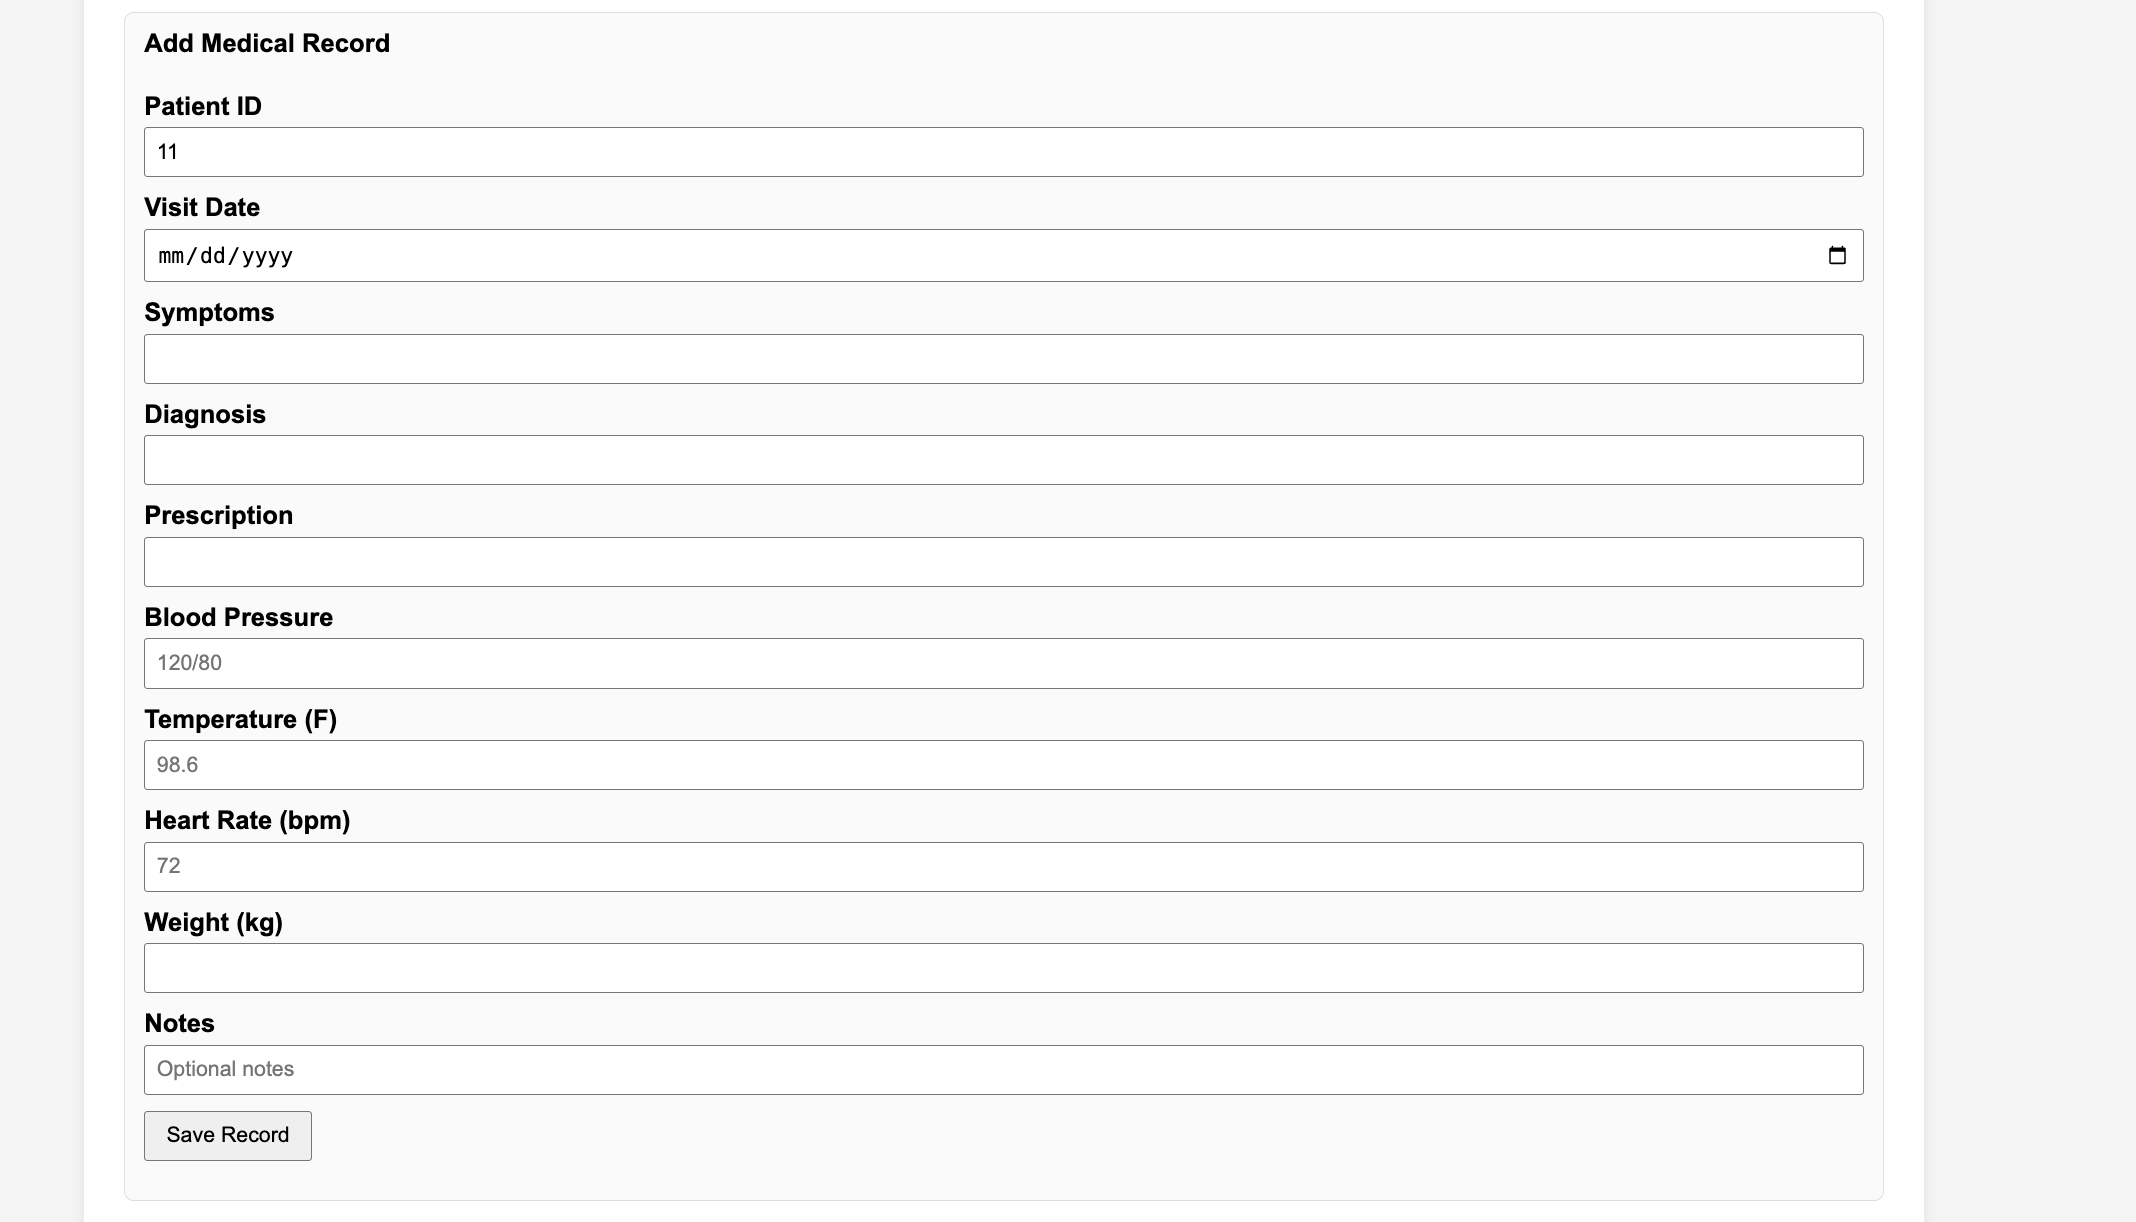 Add Medical Record
Patient ID
11
Visit Date
mm/dd/yyyy
Symptoms
Diagnosis
Prescription
Blood Pressure
120/80
Temperature (F)
98.6
Heart Rate (bpm)
72
Weight (kg)
Notes
Optional notes
Save Record